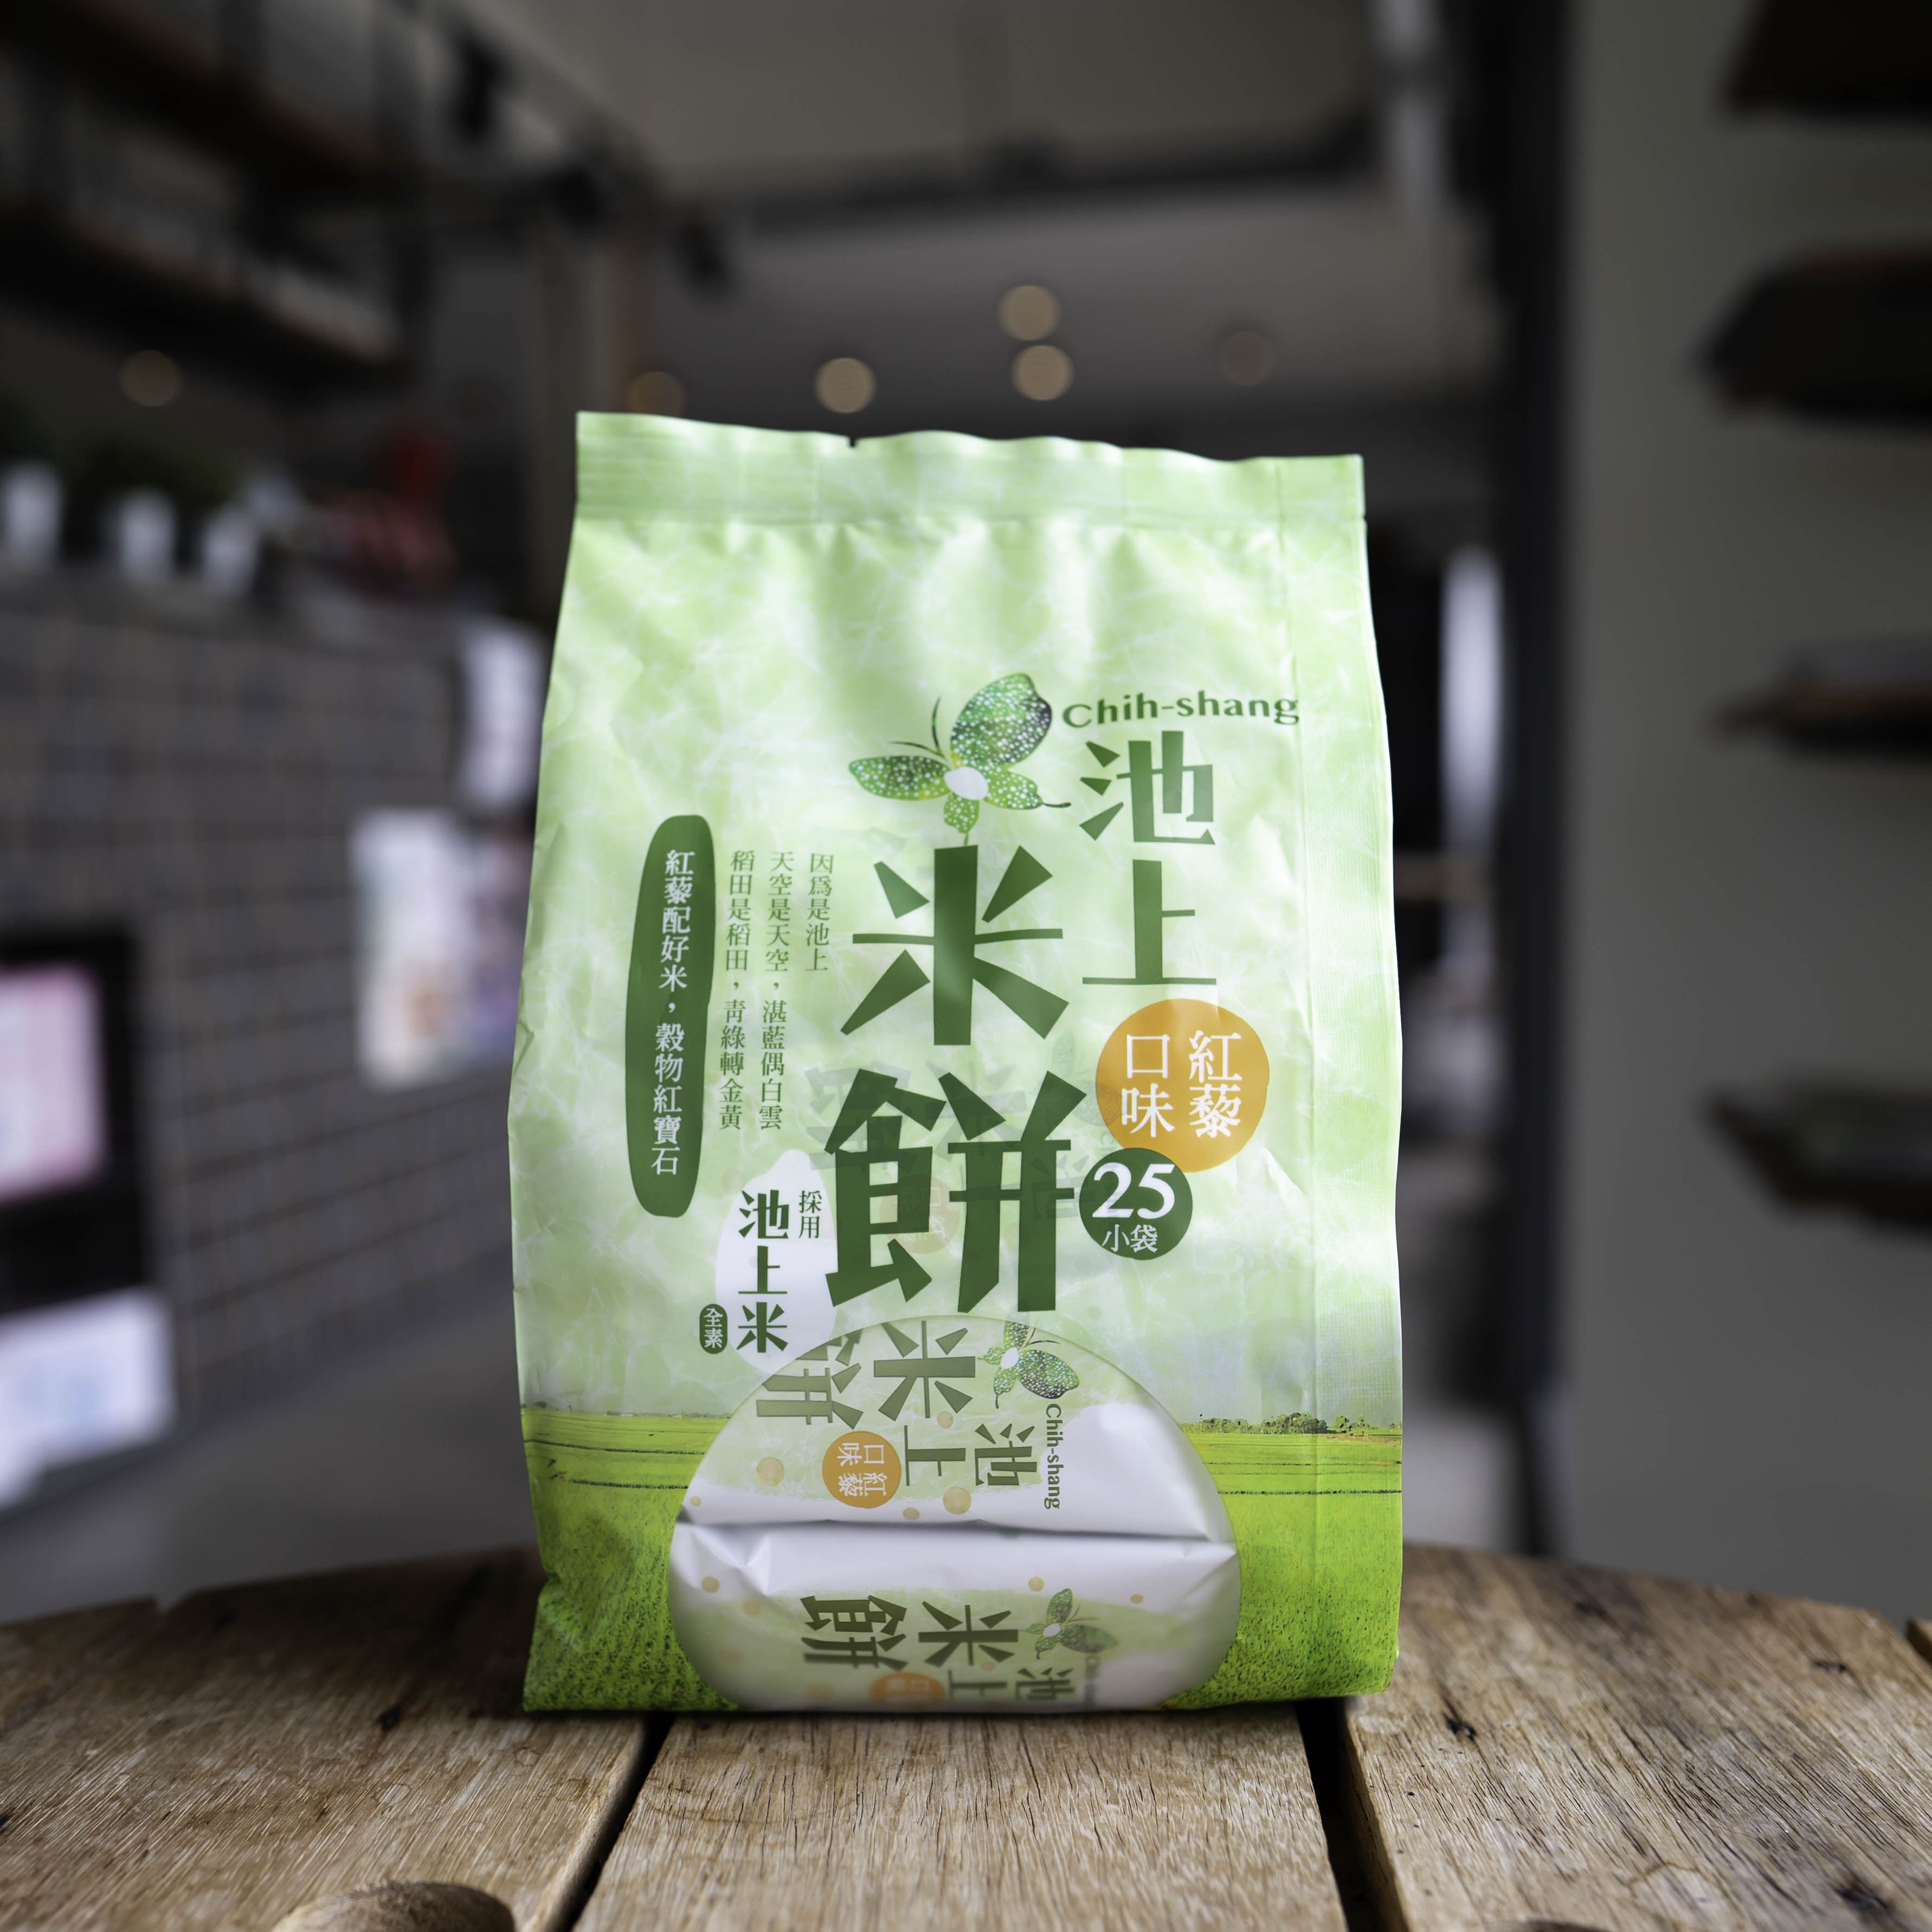 Chih-shang
池上
米餅
紅藜
口味
25
小袋
因爲是池上
天空是天空，湛藍偶白雲
稻田是稻田，靑綠轉金黃
紅藜配好米，穀物紅寶石
採用
池上米
全素
Chih-shang
池上
米餅
紅藜
口味
池上
米餅